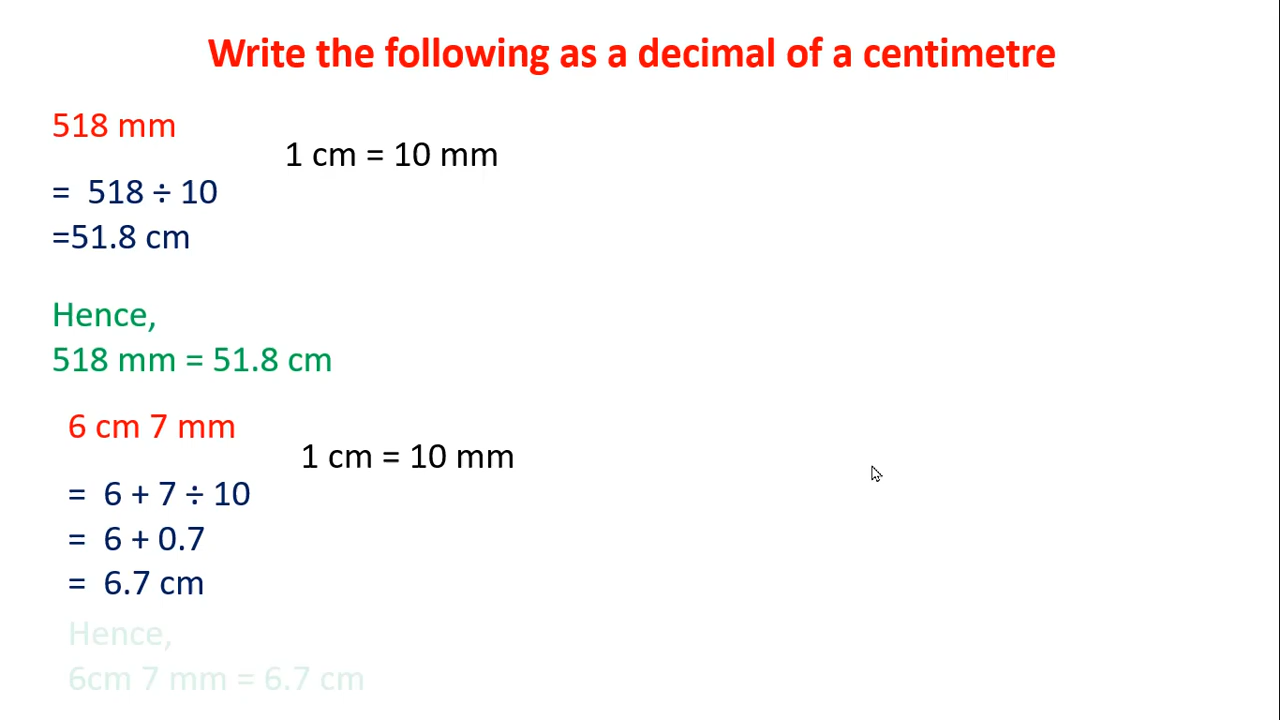 Write the following as a decimal of a centimetre
518 mm
1 cm = 10 mm
= 518 ÷ 10
=51.8 cm
Hence,
518 mm = 51.8 cm
6 cm 7 mm
1 cm = 10 mm
= 6 + 7 ÷ 10
= 6 + 0.7
= 6.7 cm
Hence,
6cm 7 mm = 6.7 cm